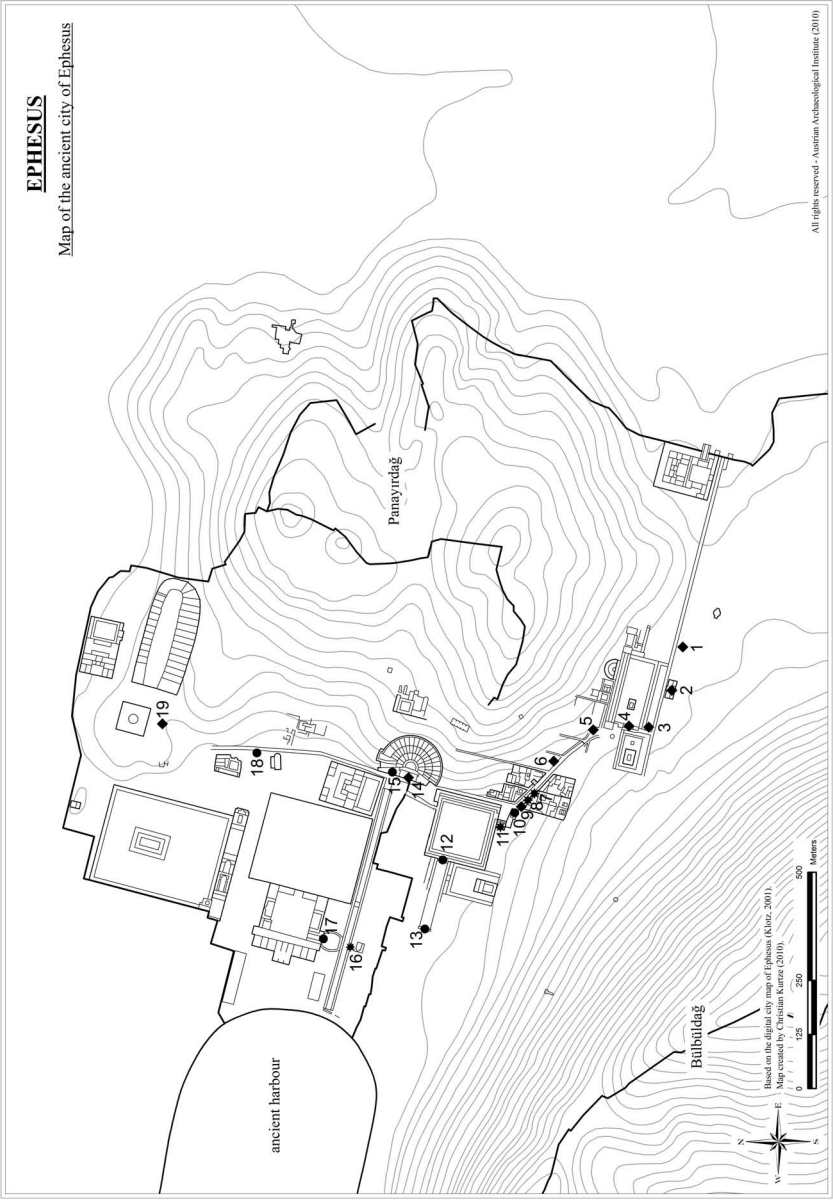 EPHESUS
Map of the ancient city of Ephesus
Panayırdağ
ancient harbour
Bülbüldağ
1
2
3
4
5
6
7
8
9
10
11
12
13
14
15
16
17
18
19
N
E
S
W
0
125
250
500
Meters
Based on the digital city map of Ephesus (Klotz, 2001).
Map created by Christian Kurtze (2010).
All rights reserved - Austrian Archaeological Institute (2010)